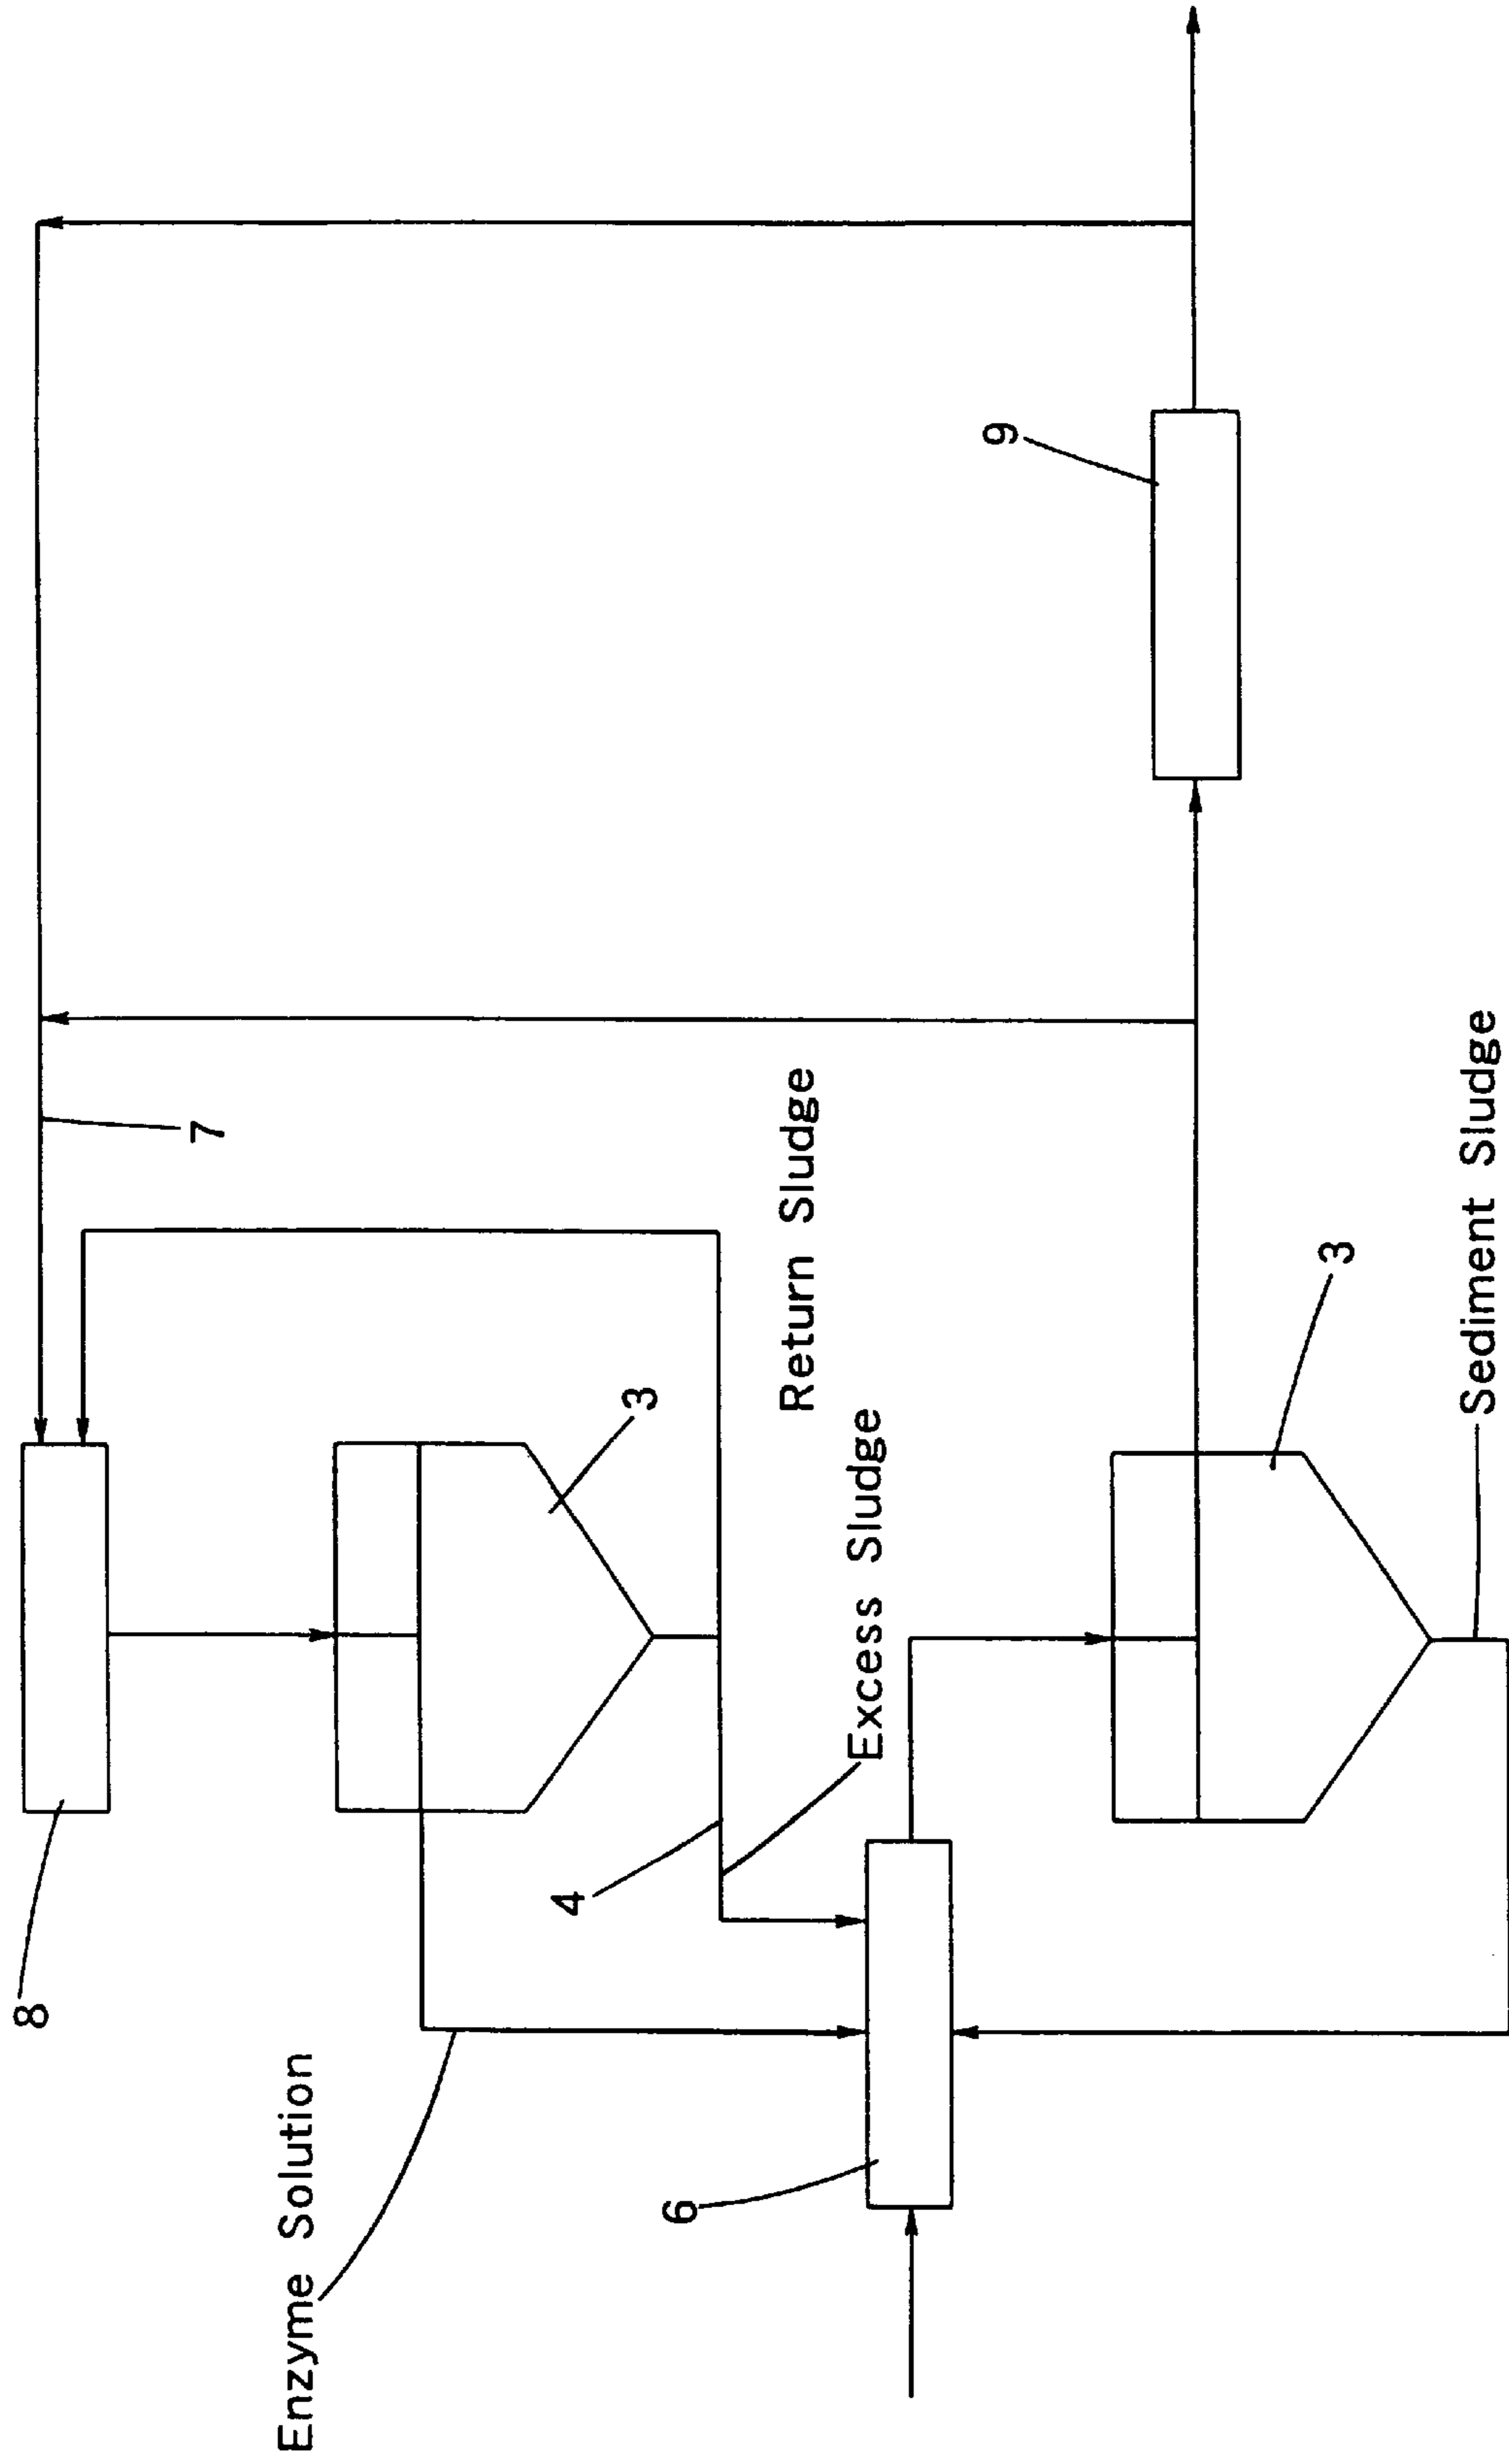 8
7
3
Enzyme Solution
4
Return Sludge
Excess Sludge
6
9
3
Sediment Sludge